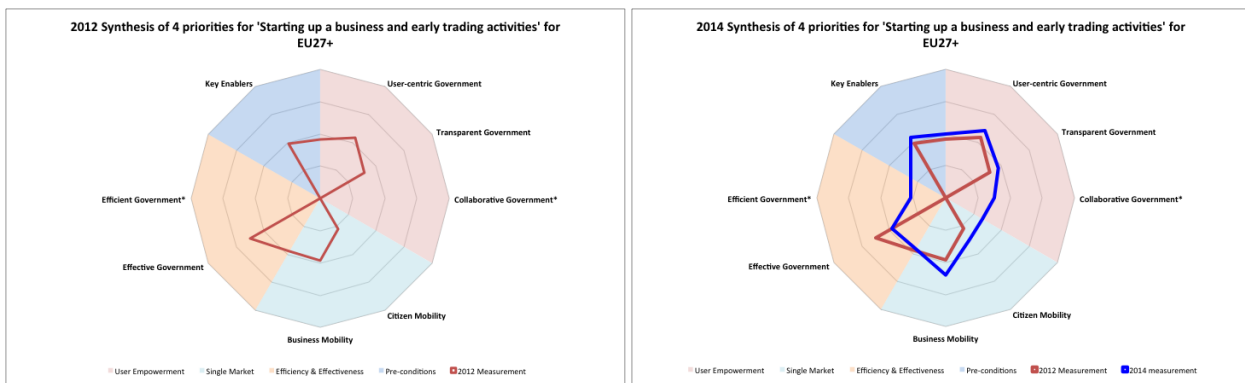 2012 Synthesis of 4 priorities for 'Starting up a business and early trading activities' for
EU27+
Key Enablers
User-centric Government
Transparent Government
Efficient Government*
Collaborative Government*
Effective Government
Citizen Mobility
Business Mobility
User Empowerment
Single Market
Efficiency & Effectiveness
Pre-conditions
2012 Measurement
2014 Synthesis of 4 priorities for 'Starting up a business and early trading activities' for
EU27+
Key Enablers
User-centric Government
Transparent Government
Efficient Government*
Collaborative Government*
Effective Government
Citizen Mobility
Business Mobility
User Empowerment
Single Market
Efficiency & Effectiveness
Pre-conditions
2012 Measurement
2014 measurement